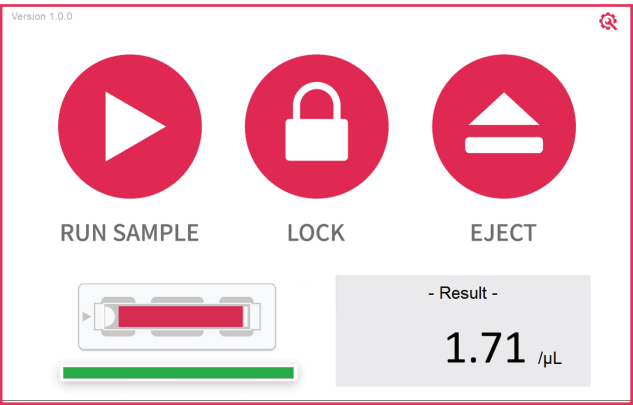 Version 1.0.0
RUN SAMPLE
LOCK
EJECT
- Result -
1.71 /µL